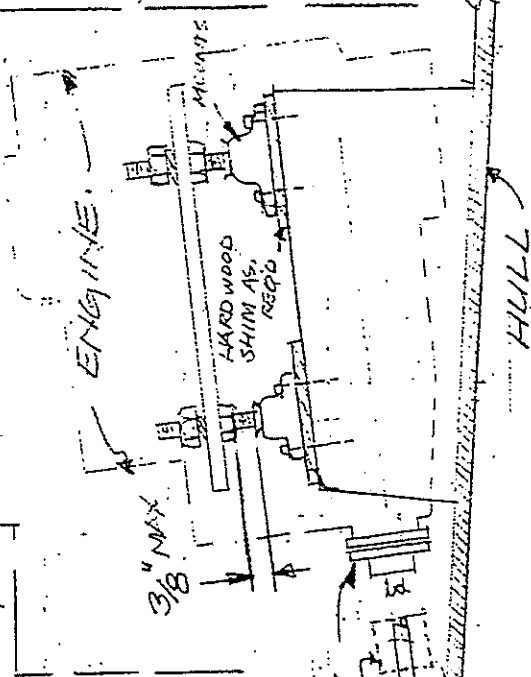 ENGINE
MOUNTS
HARDWOOD
SHIM AS
REQ'D
3/8" MAX
HULL